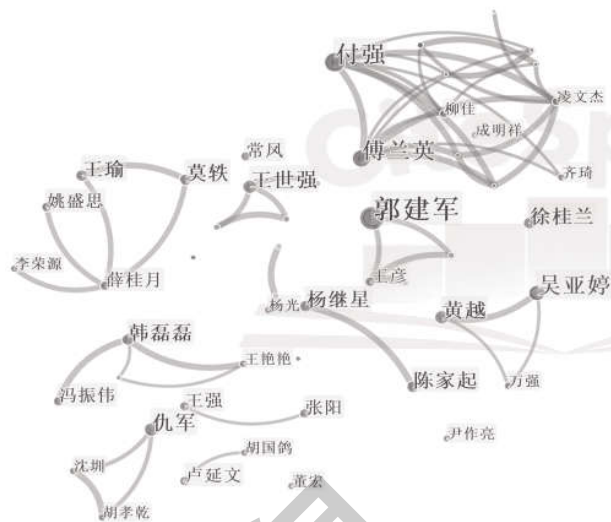 付强
凌文杰
柳佳
成明祥
常凤
傅兰英
王瑜
莫轶
王世强
齐琦
姚盛思
郭建军
徐桂兰
李荣源
薛桂月
王彦
吴亚婷
杨光
杨继星
黄越
韩磊磊
王艳艳
陈家起
万强
冯振伟
王强
张阳
仇军
尹作亮
胡国鸽
沈圳
卢延文
董宏
胡孝乾